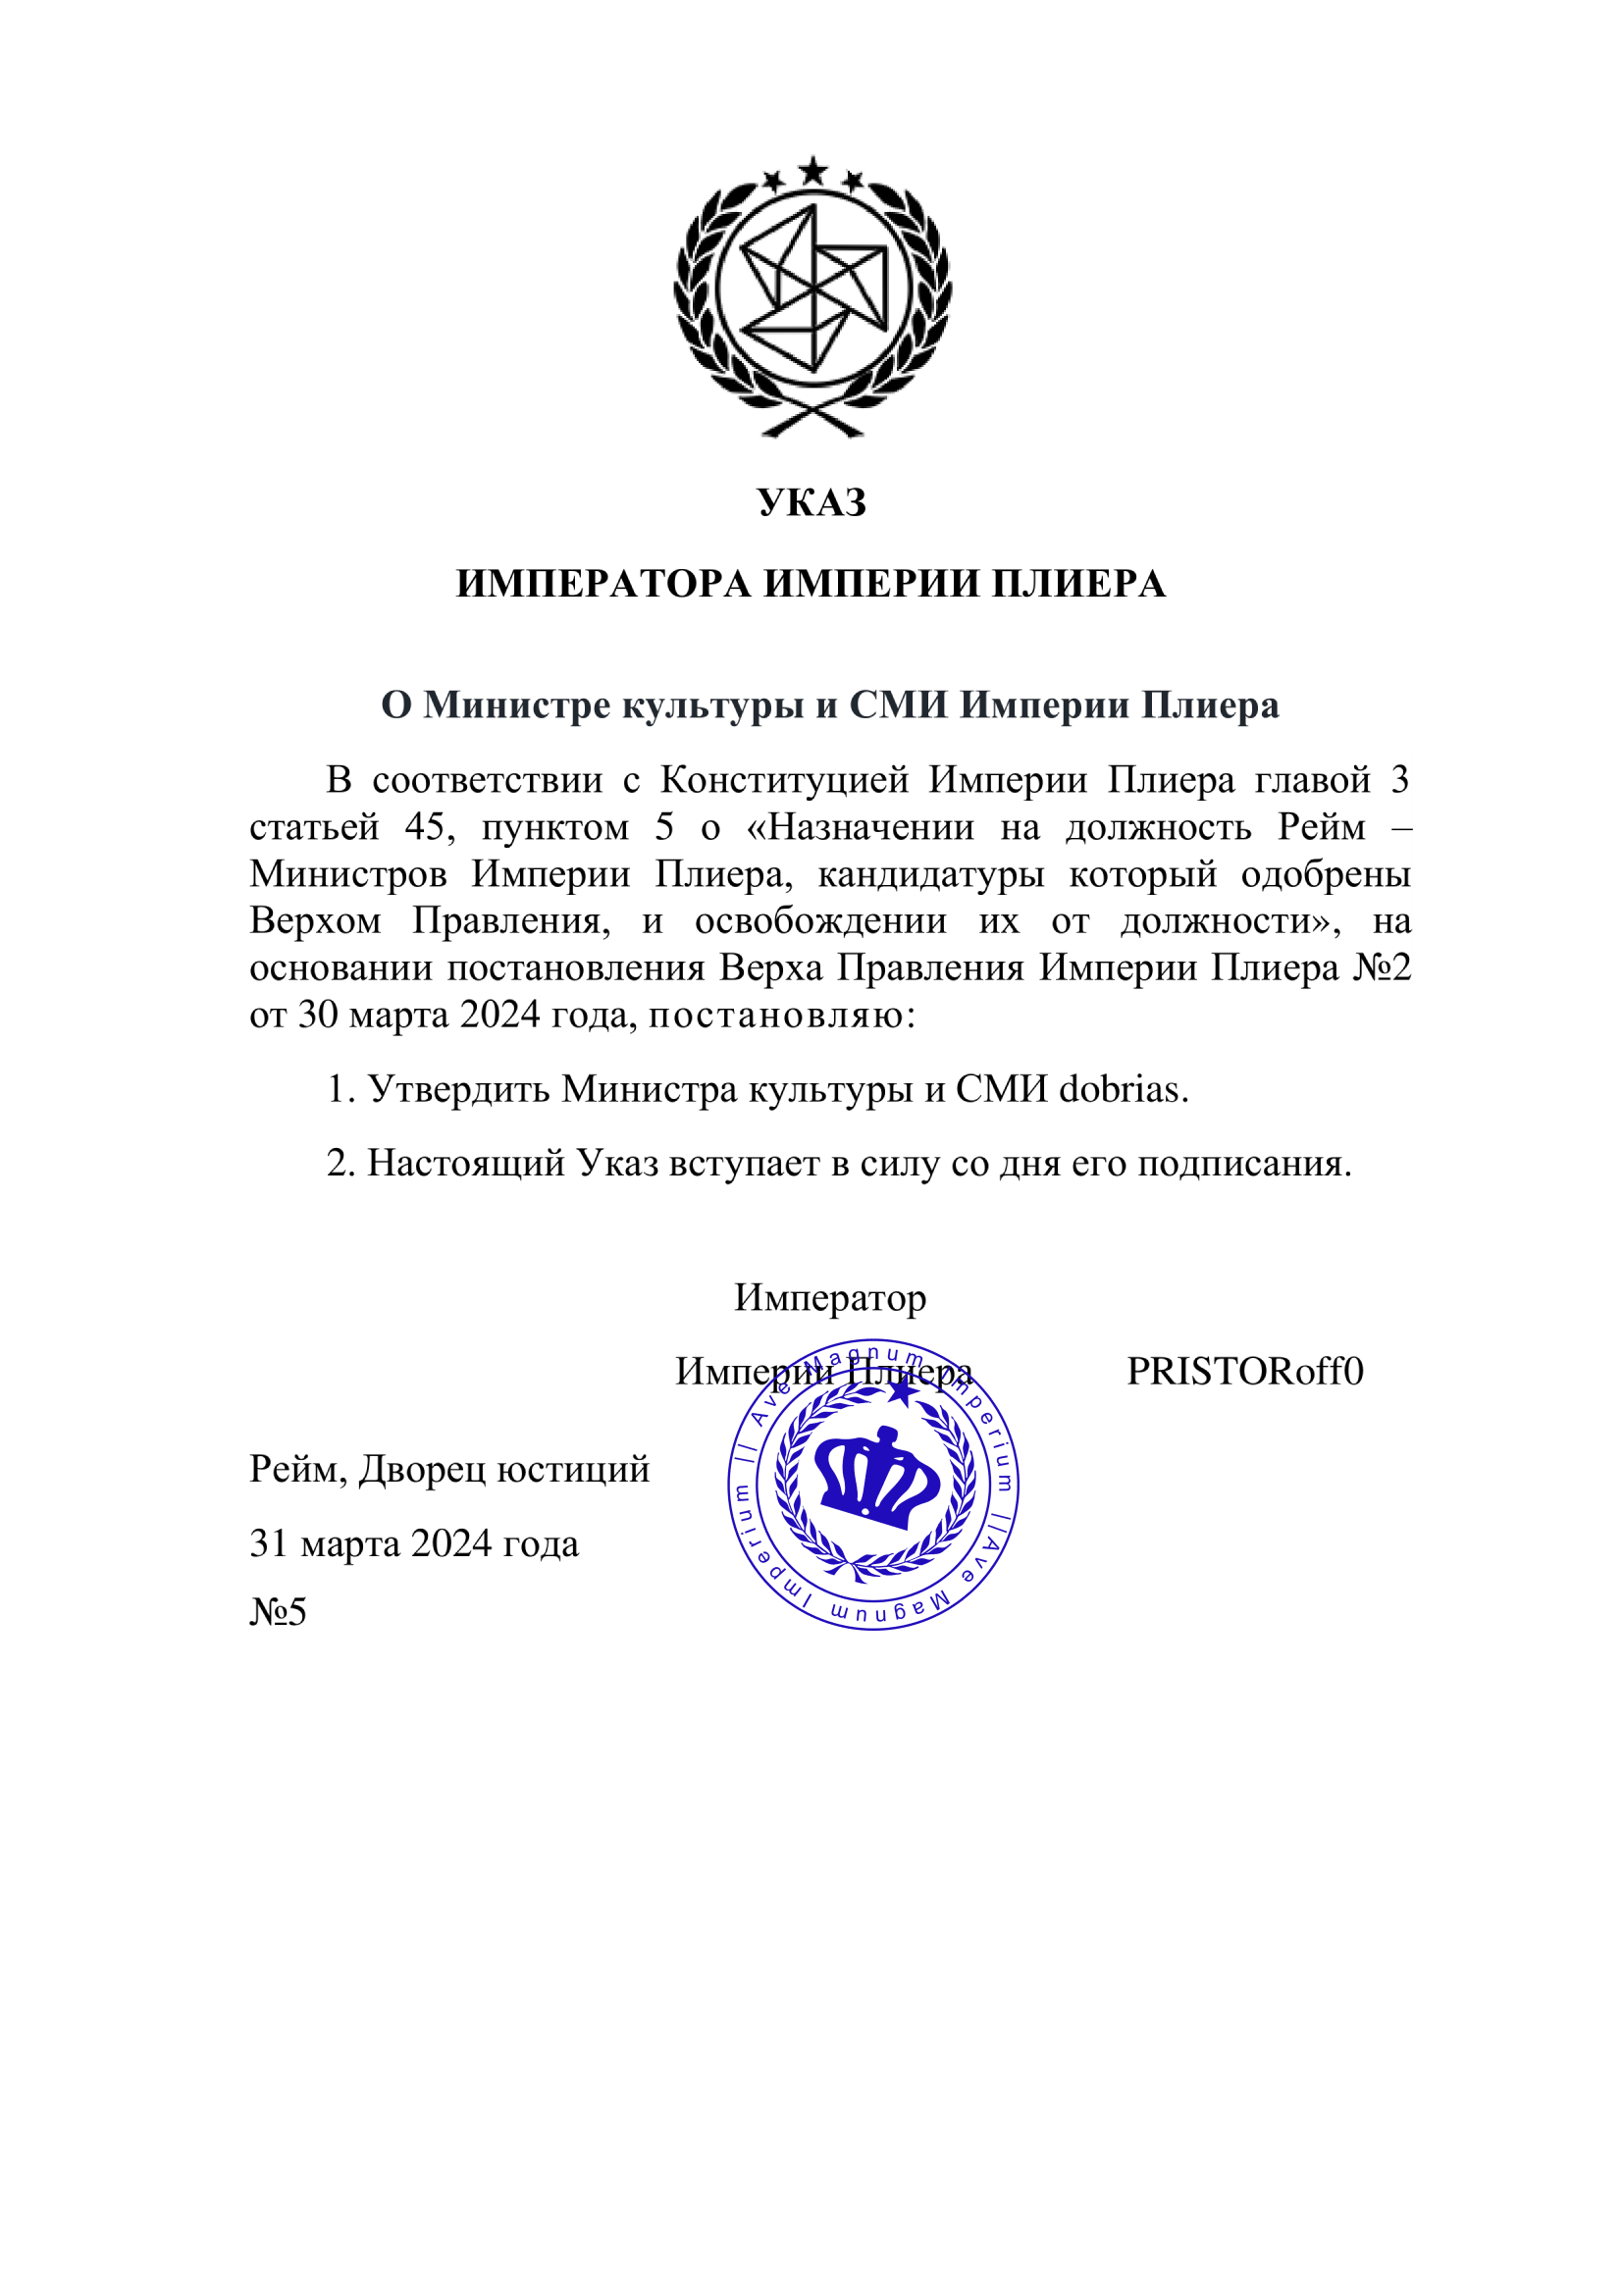 УКАЗ
ИМПЕРАТОРА ИМПЕРИИ ПЛИЕРА
О Министре культуры и СМИ Империи Плиера
В соответствии с Конституцией Империи Плиера главой 3
статьей 45, пунктом 5 о «Назначении на должность Рейм –
Министров Империи Плиера, кандидатуры который одобрены
Верхом Правления, и освобождении их от должности», на
основании постановления Верха Правления Империи Плиера №2
от 30 марта 2024 года, постановляю:
1. Утвердить Министра культуры и СМИ dobrias.
2. Настоящий Указ вступает в силу со дня его подписания.
Император
Империи Плиера PRISTORoff0
|| Ave Magnum Imperium ||Ave Magnum Imperium
Рейм, Дворец юстиций
31 марта 2024 года
№5